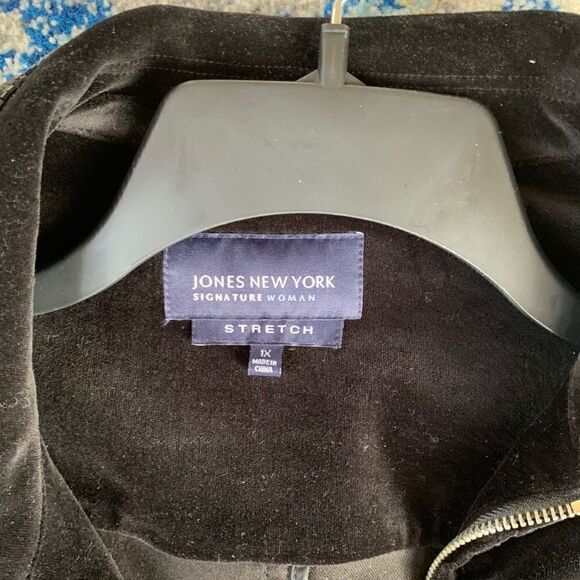 JONES NEW YORK
SIGNATURE WOMAN
STRETCH
1X
MADE IN
CHINA